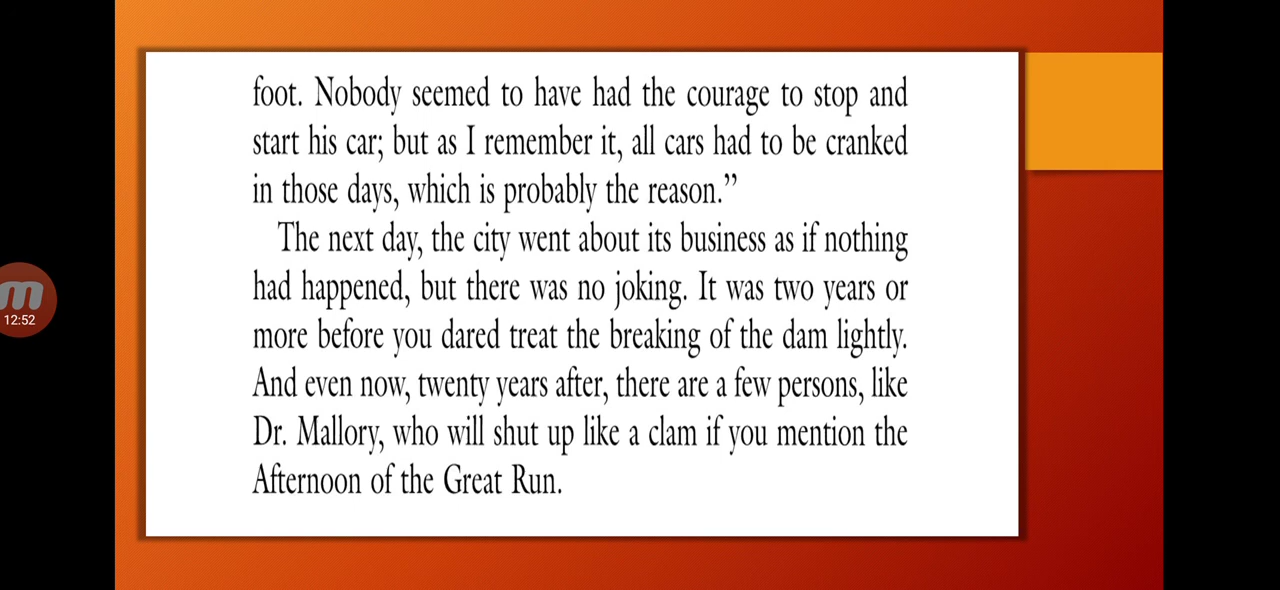 foot. Nobody seemed to have had the courage to stop and
start his car; but as I remember it, all cars had to be cranked
in those days, which is probably the reason.”
The next day, the city went about its business as if nothing
had happened, but there was no joking. It was two years or
more before you dared treat the breaking of the dam lightly.
And even now, twenty years after, there are a few persons, like
Dr. Mallory, who will shut up like a clam if you mention the
Afternoon of the Great Run.
m
12:52